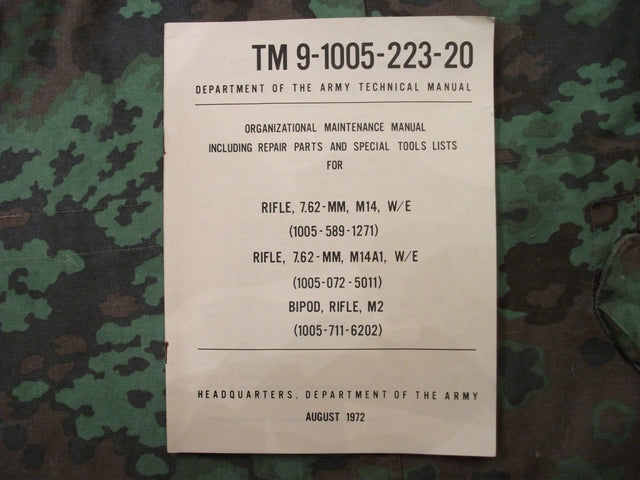 TM 9-1005-223-20
DEPARTMENT OF THE ARMY TECHNICAL MANUAL
ORGANIZATIONAL MAINTENANCE MANUAL
INCLUDING REPAIR PARTS AND SPECIAL TOOLS LISTS
FOR
RIFLE, 7.62-MM, M14, W/E
(1005-589-1271)
RIFLE, 7.62-MM, M14A1, W/E
(1005-072-5011)
BIPOD, RIFLE, M2
(1005-711-6202)
HEADQUARTERS, DEPARTMENT OF THE ARMY
AUGUST 1972